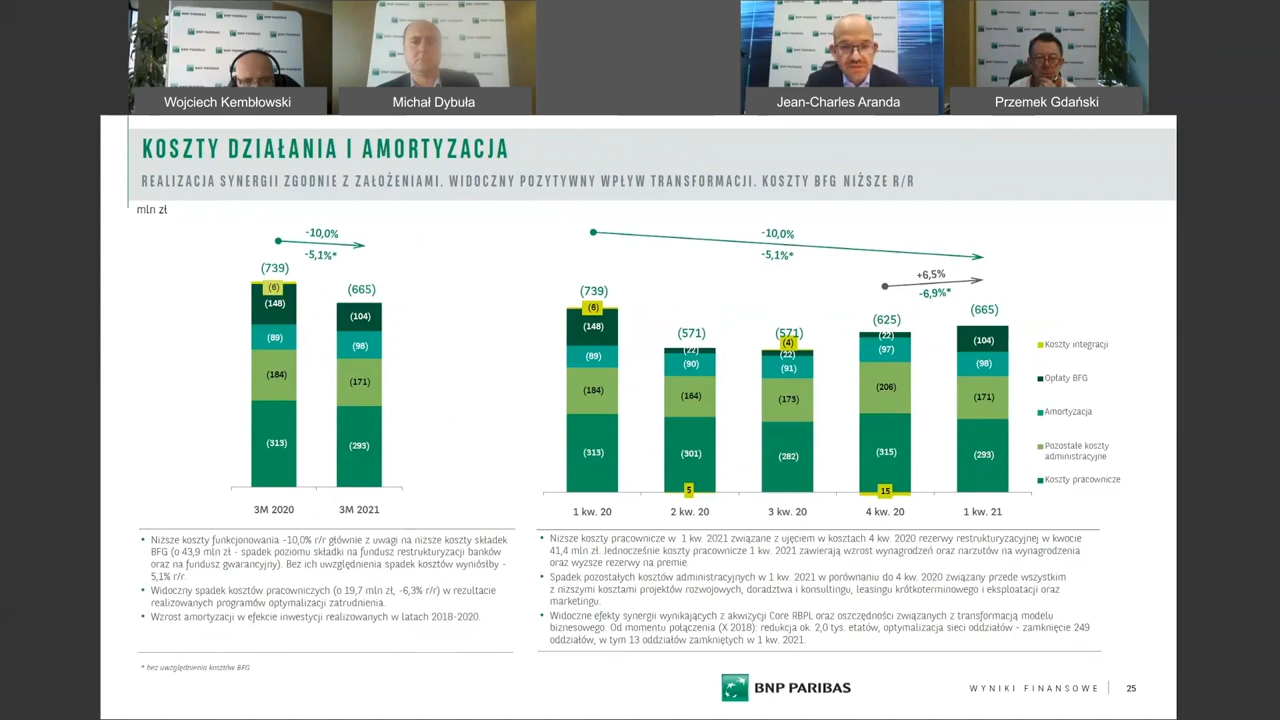 BNP PARIBAS
Wojciech Kembłowski
Michał Dybuła
Jean-Charles Aranda
Przemek Gdański
KOSZTY DZIAŁANIA I AMORTYZACJA
REALIZACJA SYNERGII ZGODNIE Z ZAŁOŻENIAMI. WIDOCZNY POZYTYWNY WPŁYW TRANSFORMACJI. KOSZTY BFG NIŻSZE R/R
mln zł
-10,0%
-5,1%*
(739)
(6)
(148)
(89)
(184)
(313)
(665)
(104)
(98)
(171)
(293)
3M 2020
3M 2021
-10,0%
-5,1%*
+6,5%
-6,9%*
(739)
(6)
(148)
(89)
(184)
(313)
(571)
(22)
(90)
(164)
(301)
5
(571)
(4)
(22)
(91)
(173)
(282)
(625)
(22)
(97)
(206)
(315)
15
(665)
(104)
(98)
(171)
(293)
1 kw. 20
2 kw. 20
3 kw. 20
4 kw. 20
1 kw. 21
Koszty integracji
Opłaty BFG
Amortyzacja
Pozostałe koszty
administracyjne
Koszty pracownicze
• Niższe koszty funkcjonowania -10,0% r/r głównie z uwagi na niższe koszty składek
BFG (o 43,9 mln zł - spadek poziomu składki na fundusz restrukturyzacji banków
oraz na fundusz gwarancyjny). Bez ich uwzględnienia spadek kosztów wyniósłby -
5,1% r/r.
• Widoczny spadek kosztów pracowniczych (o 19,7 mln zł, -6,3% r/r) w rezultacie
realizowanych programów optymalizacji zatrudnienia.
• Wzrost amortyzacji w efekcie inwestycji realizowanych w latach 2018-2020.
• Niższe koszty pracownicze w 1 kw. 2021 związane z ujęciem w kosztach 4 kw. 2020 rezerwy restrukturyzacyjnej w kwocie
41,4 mln zł. Jednocześnie koszty pracownicze 1 kw. 2021 zawierają wzrost wynagrodzeń oraz narzutów na wynagrodzenia
oraz wyższe rezerwy na premie.
• Spadek pozostałych kosztów administracyjnych w 1 kw. 2021 w porównaniu do 4 kw. 2020 związany przede wszystkim
z niższymi kosztami projektów rozwojowych, doradztwa i konsultingu, leasingu krótkoterminowego i eksploatacji oraz
marketingu.
• Widoczne efekty synergii wynikających z akwizycji Core RBPL oraz oszczędności związanych z transformacją modelu
biznesowego. Od momentu połączenia (X 2018): redukcja ok. 2,0 tys. etatów, optymalizacja sieci oddziałów - zamknięcie 249
oddziałów, w tym 13 oddziałów zamkniętych w 1 kw. 2021.
* bez uwzględnienia kosztów BFG
BNP PARIBAS
WYNIKI FINANSOWE
25